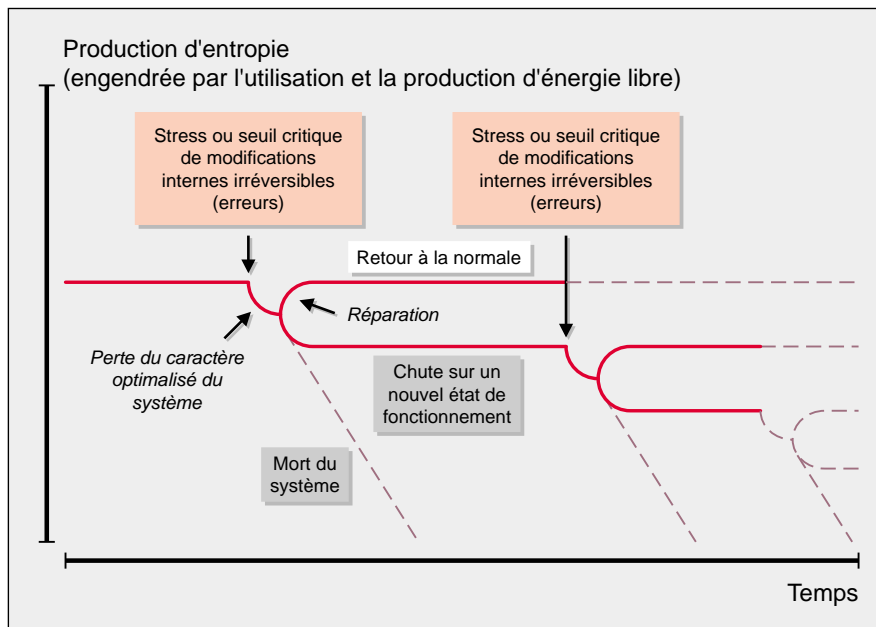 Production d'entropie
(engendrée par l'utilisation et la production d'énergie libre)
Stress ou seuil critique
de modifications
internes irréversibles
(erreurs)
Stress ou seuil critique
de modifications
internes irréversibles
(erreurs)
Retour à la normale
Réparation
Perte du caractère
optimalisé du
système
Chute sur un
nouvel état de
fonctionnement
Mort du
système
Temps